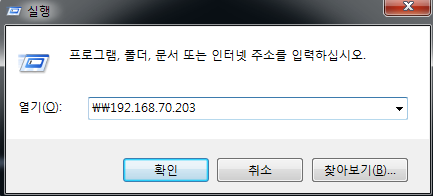 실행
프로그램, 폴더, 문서 또는 인터넷 주소를 입력하십시오.
열기(O): ₩₩192.168.70.203
확인 취소 찾아보기(B)...